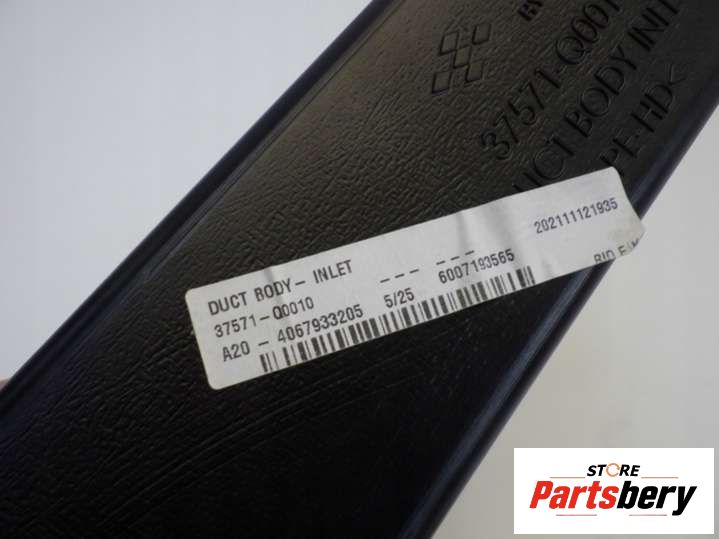 37571-Q001
DUCT BODY INL
PE-HD<
DUCT BODY- INLET
37571-Q0010 --- ---
A20 - 4067933205 5/25 6007193565
202111121935
STORE
Partsbery